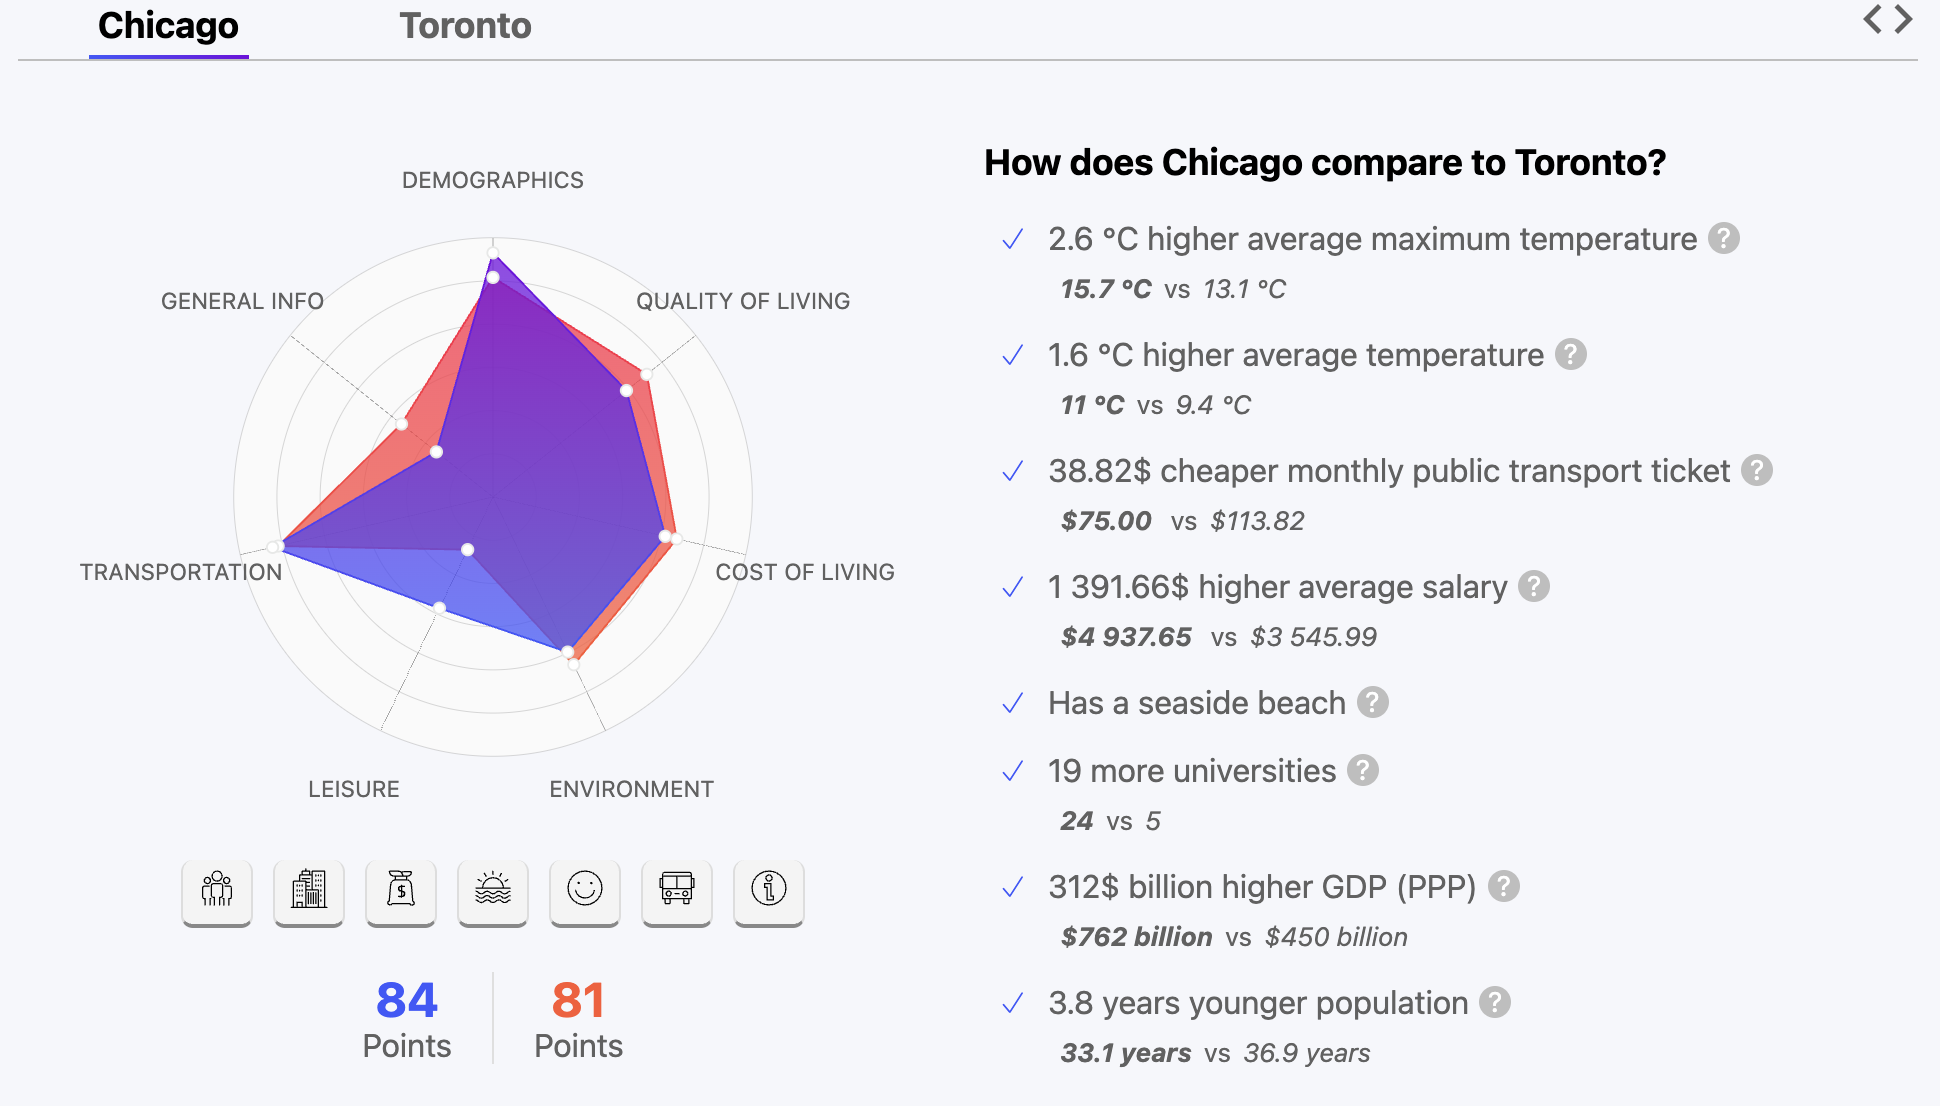 Chicago
Toronto
DEMOGRAPHICS
GENERAL INFO
QUALITY OF LIVING
TRANSPORTATION
COST OF LIVING
LEISURE
ENVIRONMENT
84
Points
81
Points
How does Chicago compare to Toronto?
2.6 °C higher average maximum temperature ?
15.7 °C vs 13.1 °C
1.6 °C higher average temperature ?
11 °C vs 9.4 °C
38.82$ cheaper monthly public transport ticket ?
$75.00 vs $113.82
1 391.66$ higher average salary ?
$4 937.65 vs $3 545.99
Has a seaside beach ?
19 more universities ?
24 vs 5
312$ billion higher GDP (PPP) ?
$762 billion vs $450 billion
3.8 years younger population ?
33.1 years vs 36.9 years